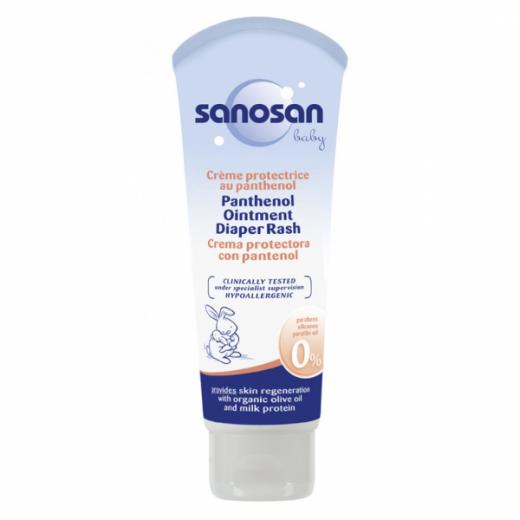 sanosan
baby
Crème protectrice
au panthenol
Panthenol
Ointment
Diaper Rash
Crema protectora
con pantenol
CLINICALLY TESTED
under specialist supervision
HYPOALLERGENIC
parabens
silicones
paraffin oil
0%
provides skin regeneration
with organic olive oil
and milk protein